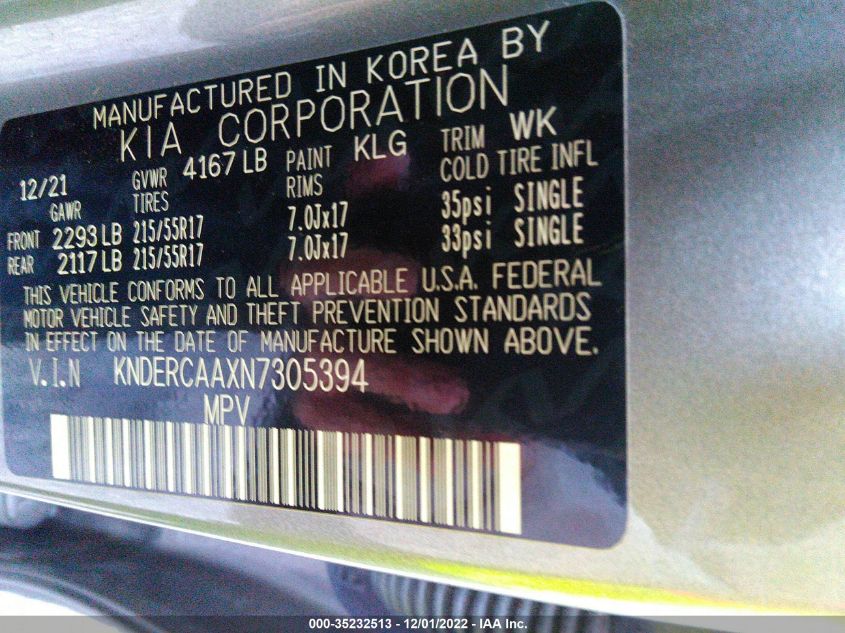 MANUFACTURED IN KOREA BY
KIA CORPORATION
12/21 GVWR 4167 LB PAINT KLG TRIM WK
GAWR TIRES RIMS COLD TIRE INFL
FRONT 2293 LB 215/55R17 7.0Jx17 35psi SINGLE
REAR 2117 LB 215/55R17 7.0Jx17 33psi SINGLE
THIS VEHICLE CONFORMS TO ALL APPLICABLE U.S.A. FEDERAL
MOTOR VEHICLE SAFETY AND THEFT PREVENTION STANDARDS
IN EFFECT ON THE DATE OF MANUFACTURE SHOWN ABOVE.
V.I.N KNDERCAAXN7305394
MPV
000-35232513 - 12/01/2022 - IAA Inc.